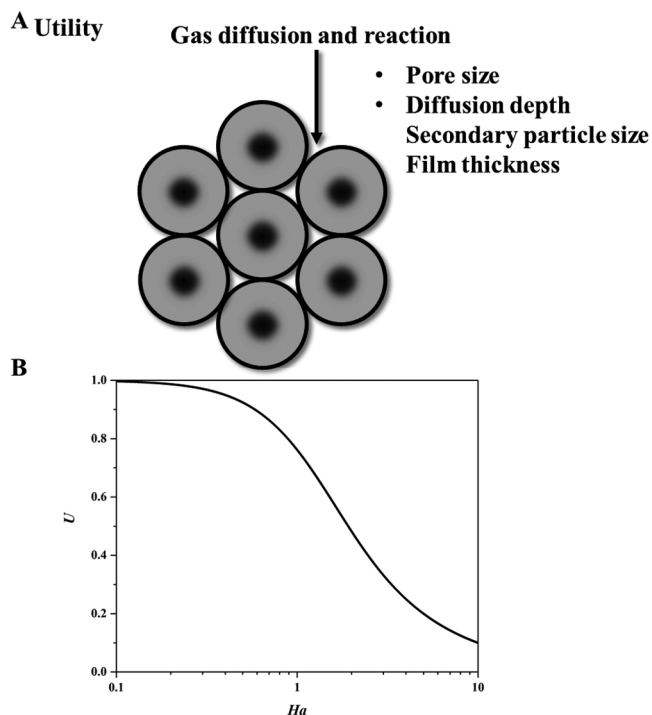 A Utility
Gas diffusion and reaction
• Pore size
• Diffusion depth
Secondary particle size
Film thickness
B
1.0
0.8
0.6
0.4
0.2
0.0
U
0.1
1
10
Ha